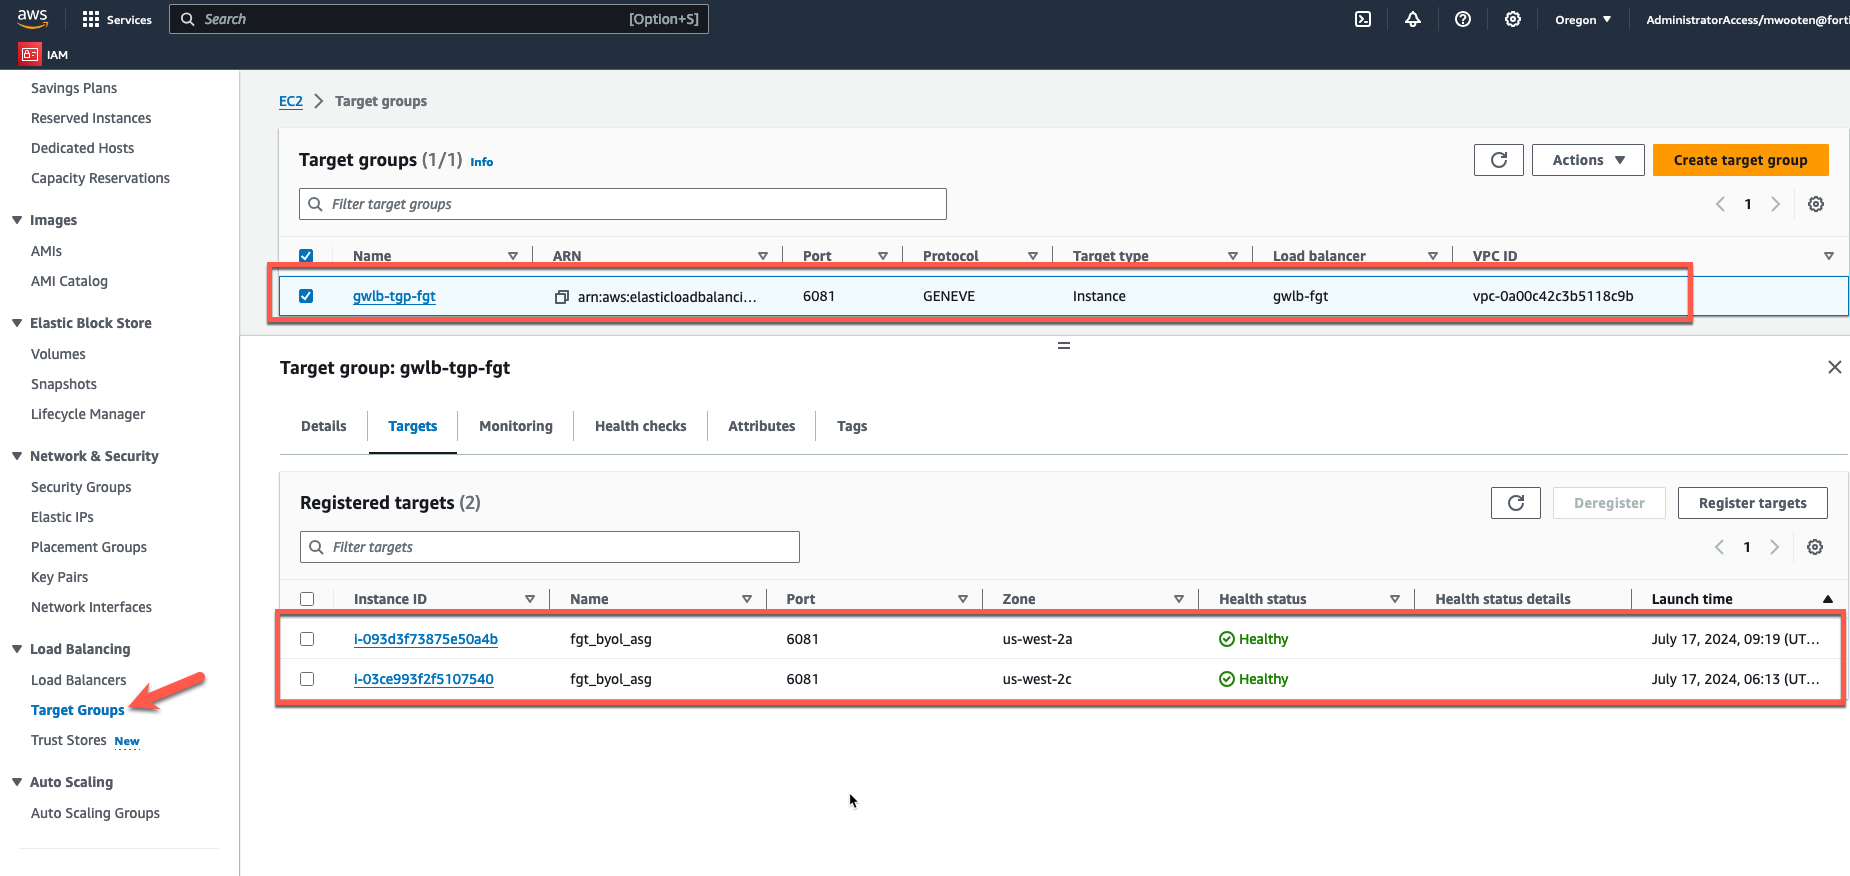 aws
Services
Search
[Option+S]
Oregon
AdministratorAccess/mwooten@forti
IAM
Savings Plans
Reserved Instances
Dedicated Hosts
Capacity Reservations
Images
AMIs
AMI Catalog
Elastic Block Store
Volumes
Snapshots
Lifecycle Manager
Network & Security
Security Groups
Elastic IPs
Placement Groups
Key Pairs
Network Interfaces
Load Balancing
Load Balancers
Target Groups
Trust Stores New
Auto Scaling
Auto Scaling Groups
EC2 Target groups
Target groups (1/1) Info
Actions
Create target group
Filter target groups
1
Name ARN Port Protocol Target type Load balancer VPC ID
gwlb-tgp-fgt arn:aws:elasticloadbalanci... 6081 GENEVE Instance gwlb-fgt vpc-0a00c42c3b5118c9b
Target group: gwlb-tgp-fgt
Details Targets Monitoring Health checks Attributes Tags
Registered targets (2)
Deregister
Register targets
Filter targets
1
Instance ID Name Port Zone Health status Health status details Launch time
i-093d3f73875e50a4b fgt_byol_asg 6081 us-west-2a Healthy July 17, 2024, 09:19 (UT...
i-03ce993f2f5107540 fgt_byol_asg 6081 us-west-2c Healthy July 17, 2024, 06:13 (UT...